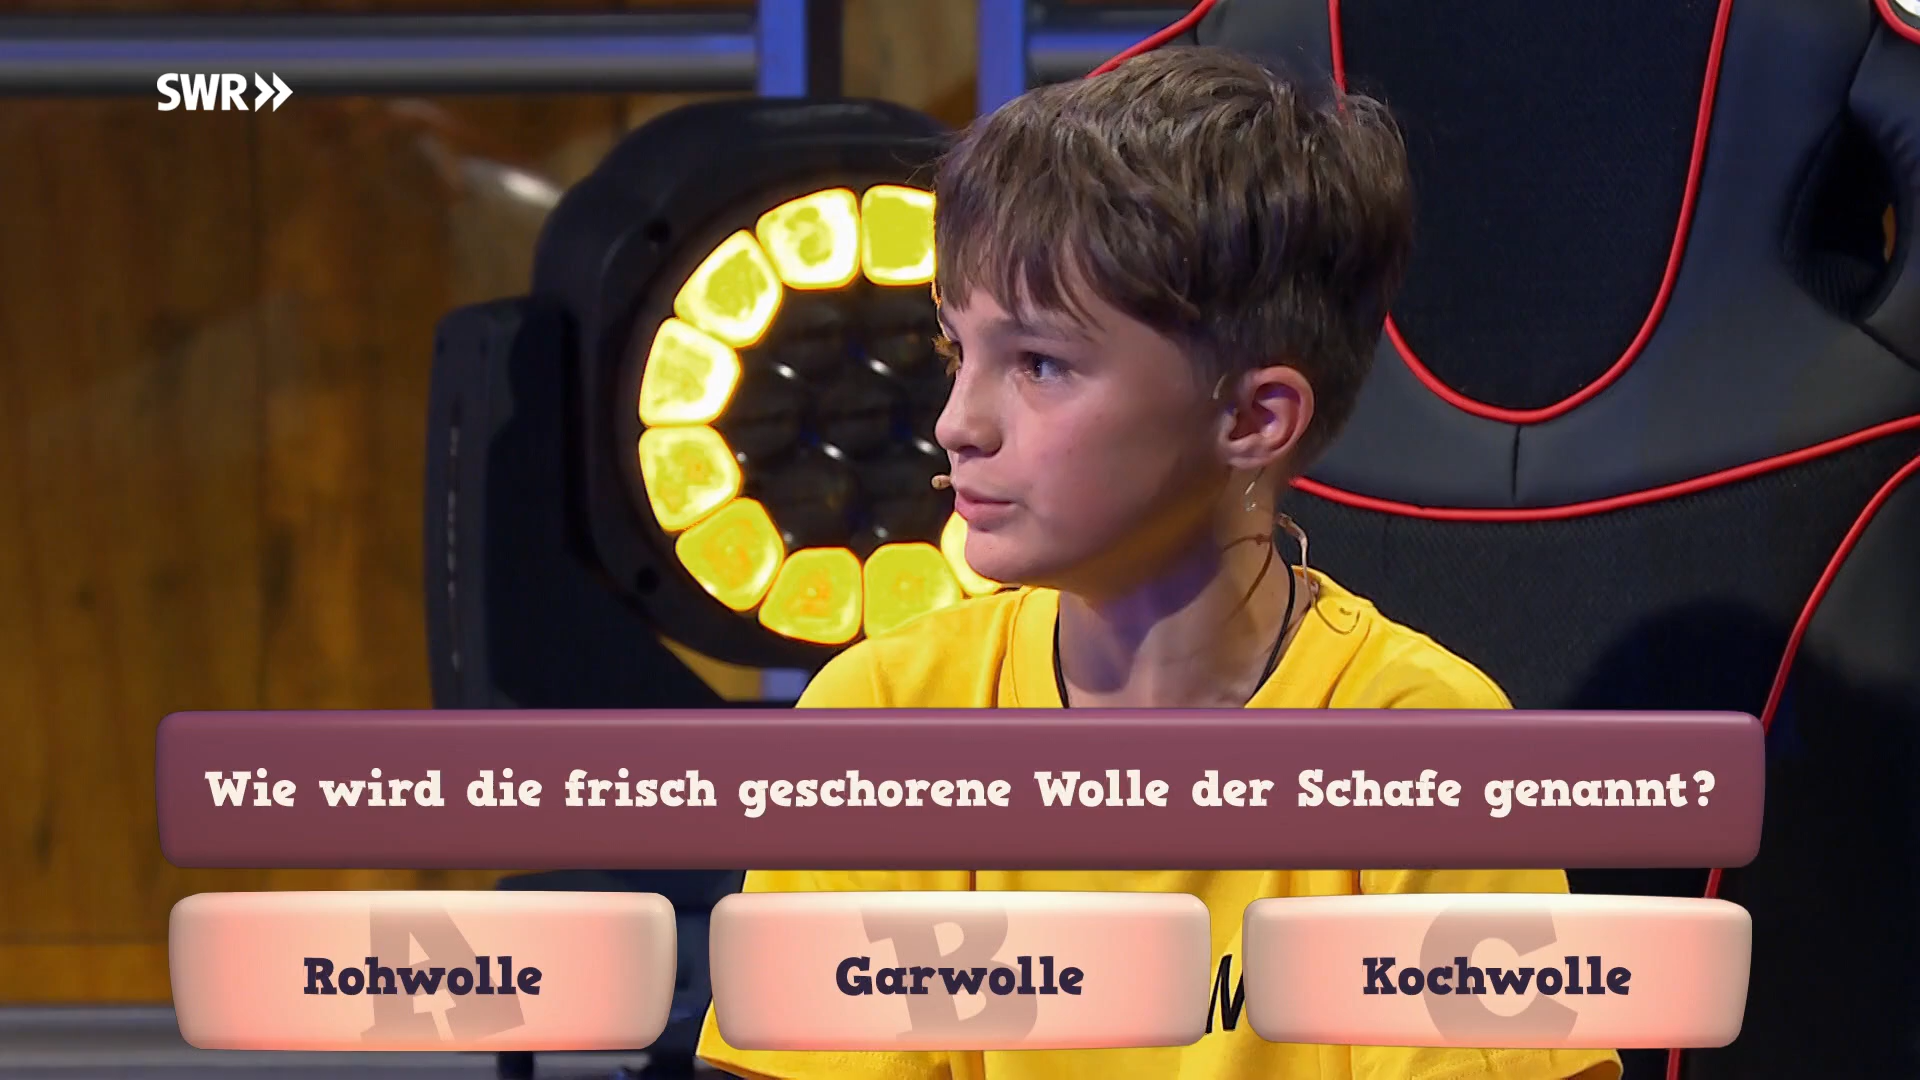 SWR
Wie wird die frisch geschorene Wolle der Schafe genannt?
A
Rohwolle
B
Garwolle
C
Kochwolle